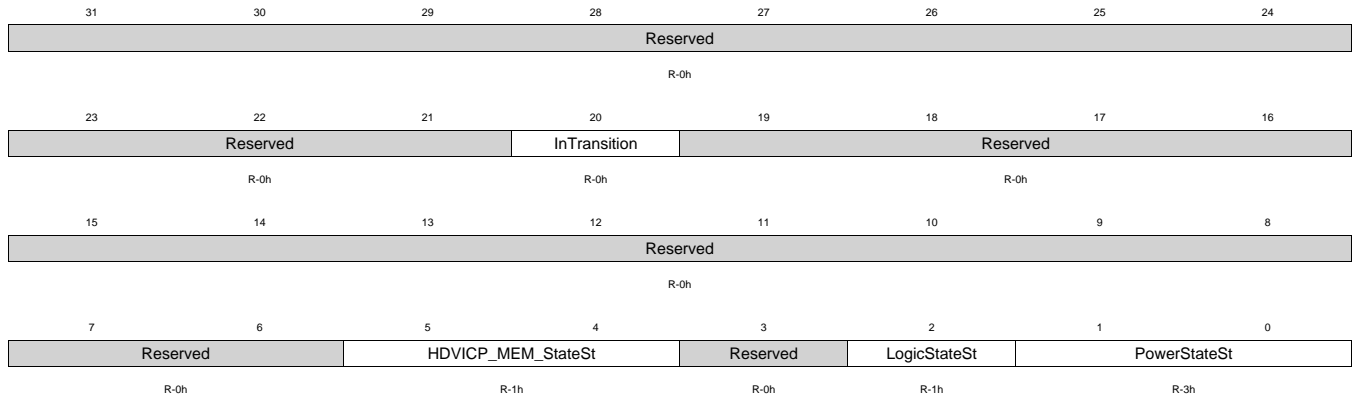 31 30 29 28 27 26 25 24
Reserved
R-0h
23 22 21 20 19 18 17 16
Reserved InTransition Reserved
R-0h R-0h R-0h
15 14 13 12 11 10 9 8
Reserved
R-0h
7 6 5 4 3 2 1 0
Reserved HDVICP_MEM_StateSt Reserved LogicStateSt PowerStateSt
R-0h R-1h R-0h R-1h R-3h